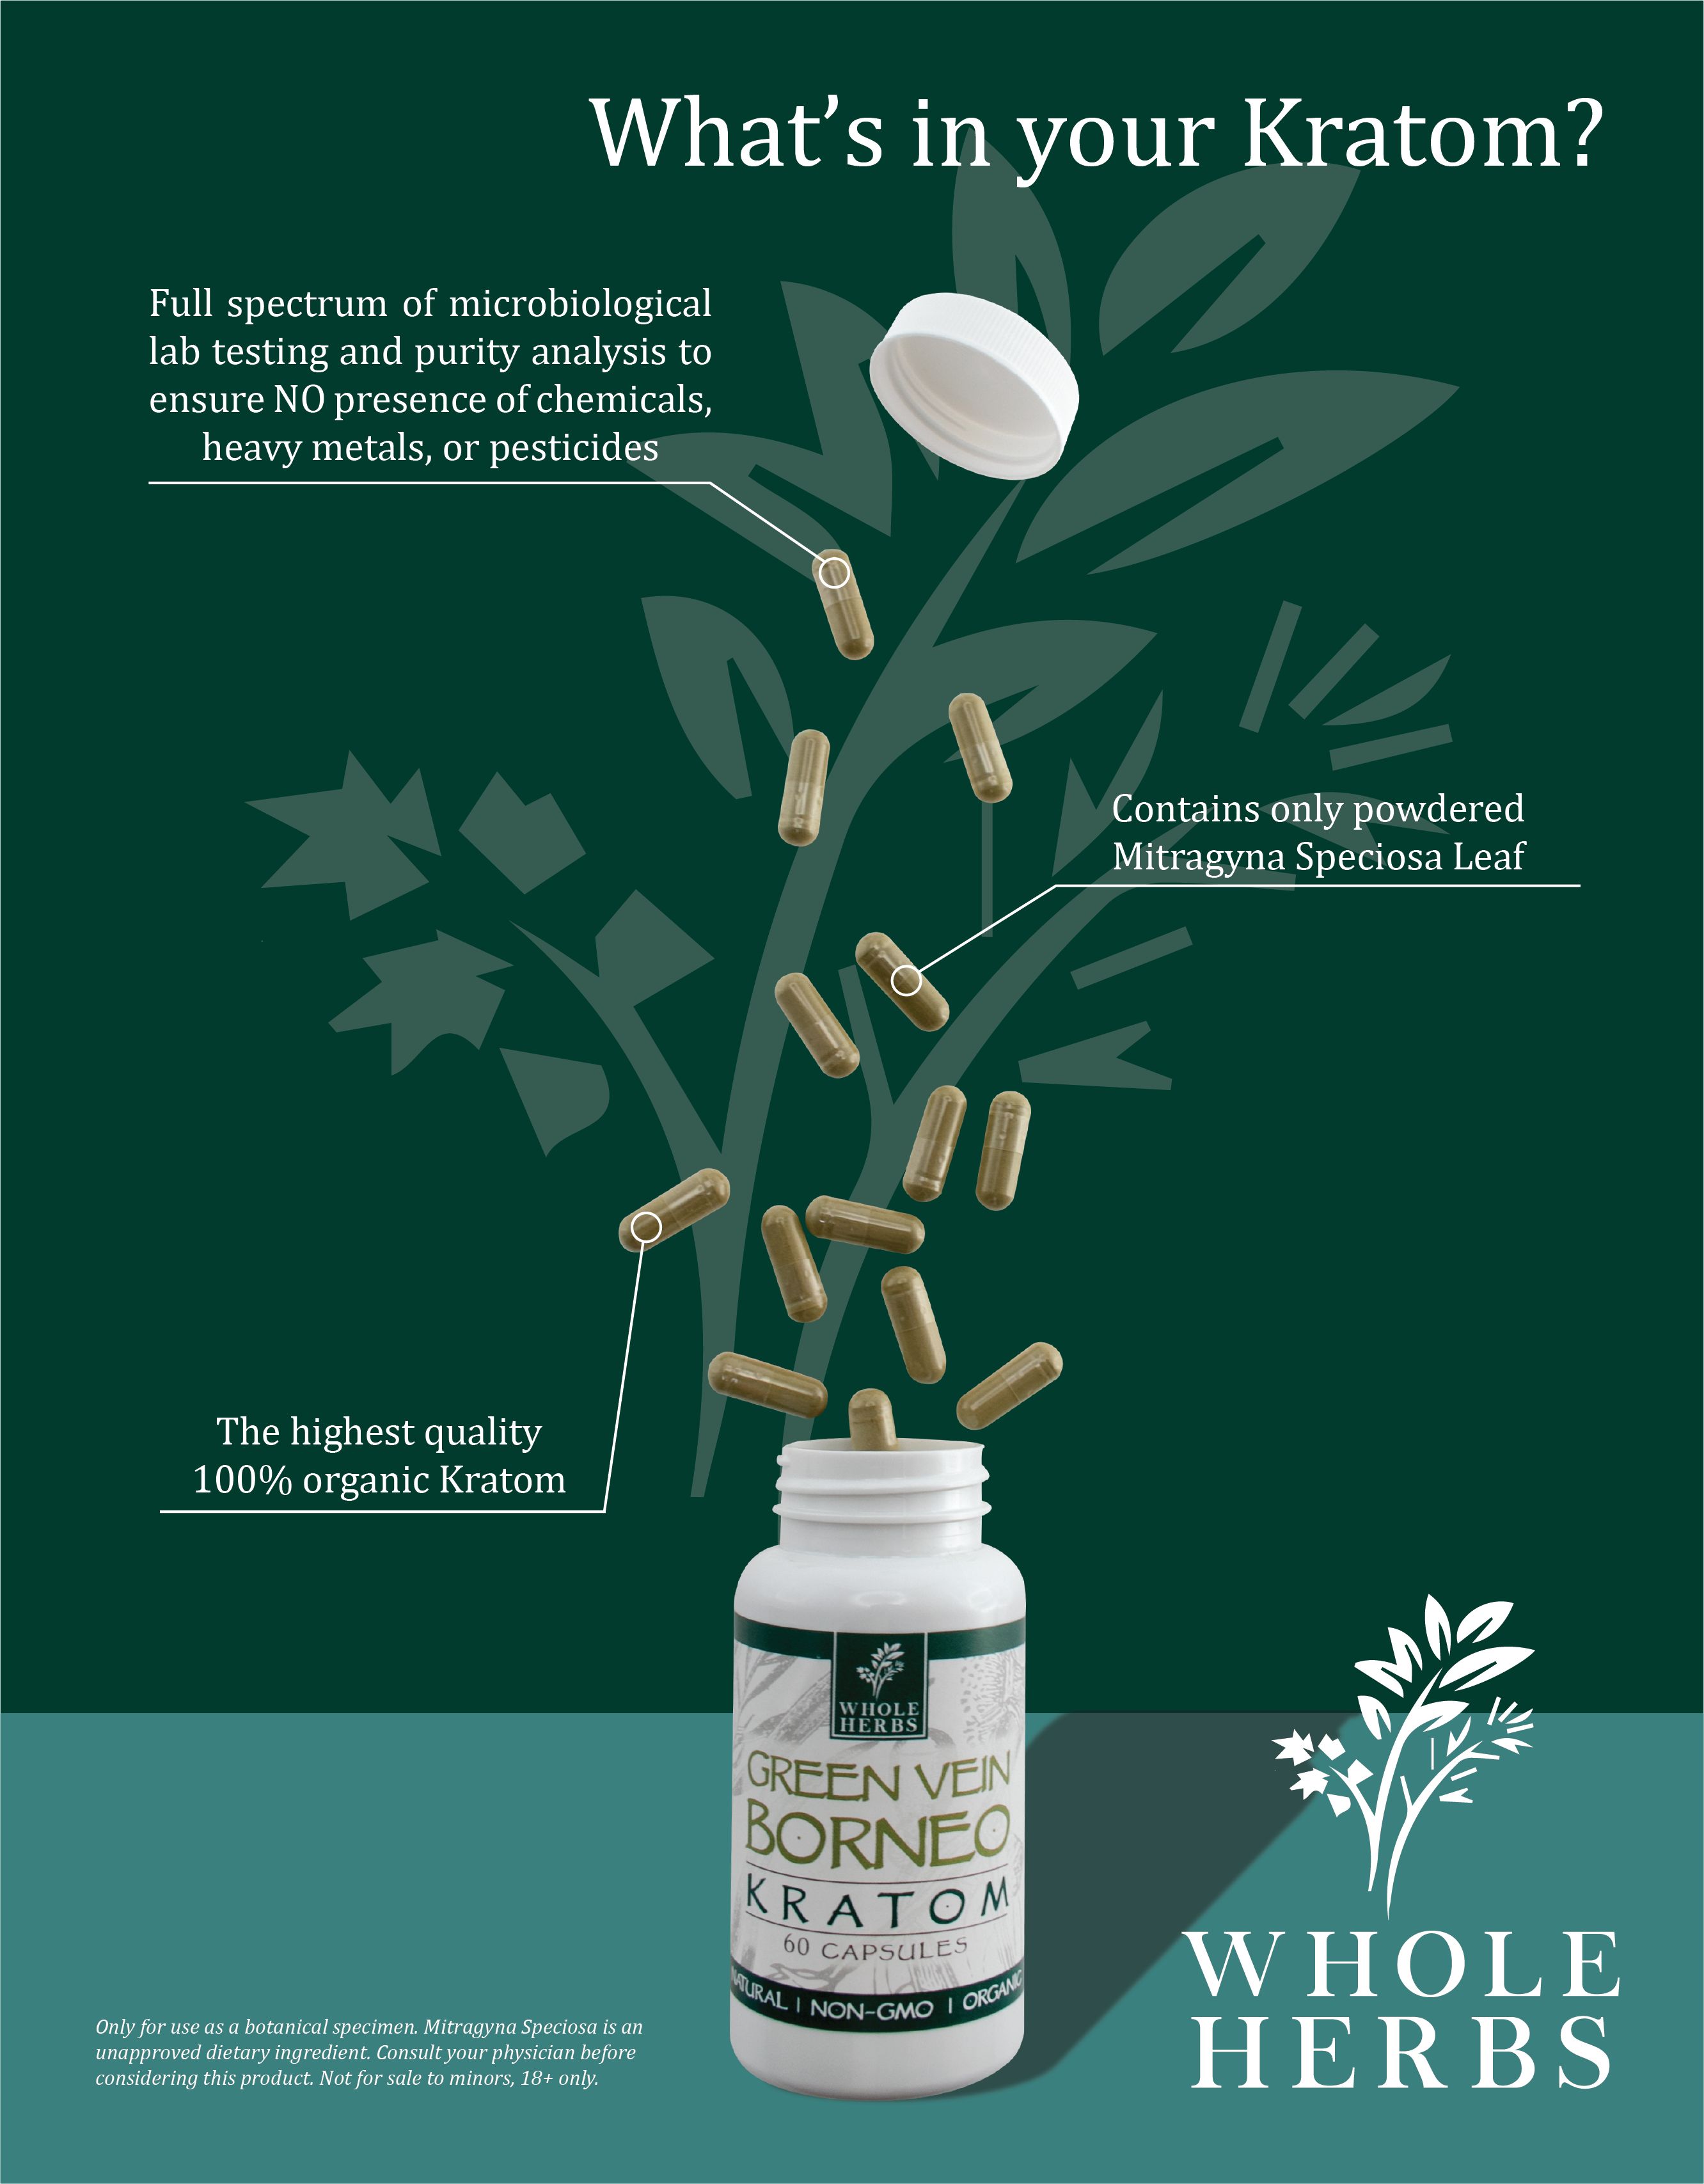 What's in your Kratom?
Full spectrum of microbiological
lab testing and purity analysis to
ensure NO presence of chemicals,
heavy metals, or pesticides
Contains only powdered
Mitragyna Speciosa Leaf
The highest quality
100% organic Kratom
WHOLE
HERBS
GREEN VEIN
BORNEO
KRATOM
60 CAPSULES
NATURAL | NON-GMO | ORGANIC
Only for use as a botanical specimen. Mitragyna Speciosa is an
unapproved dietary ingredient. Consult your physician before
considering this product. Not for sale to minors, 18+ only.
WHOLE
HERBS